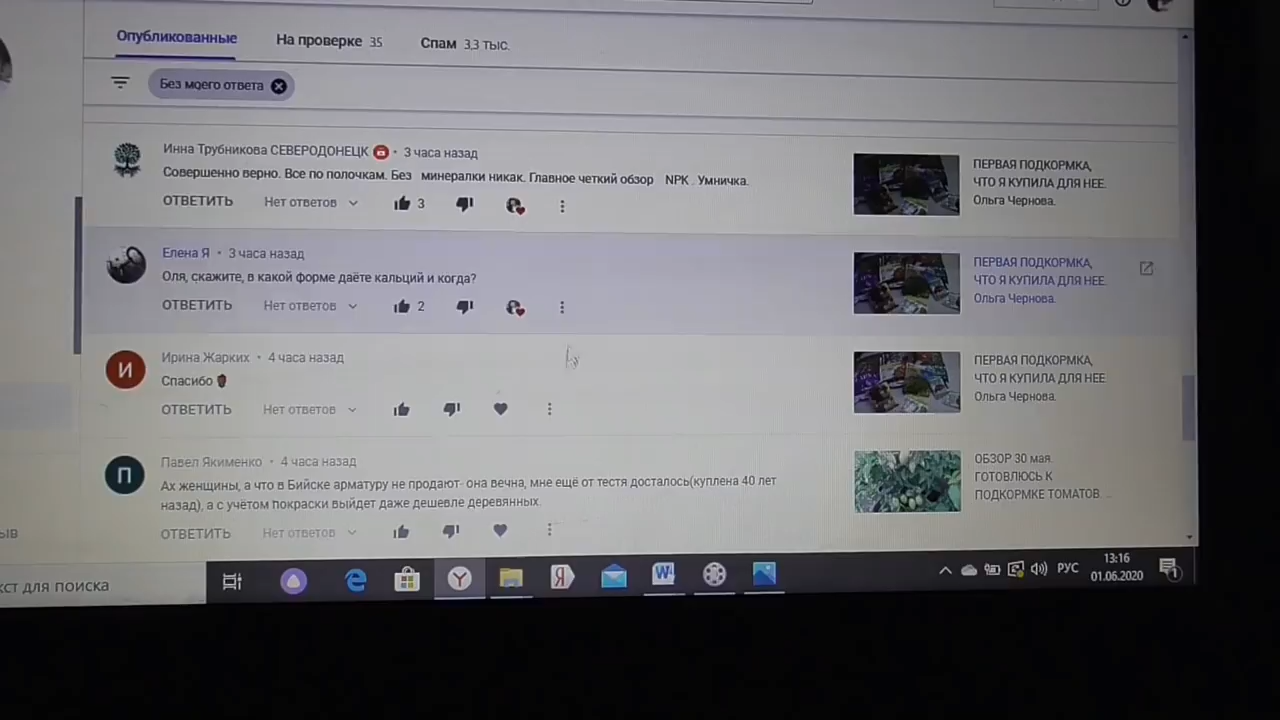 Опубликованные На проверке 35 Спам 3,3 тыс.
Без моего ответа
Инна Трубникова СЕВЕРОДОНЕЦК • 3 часа назад
Совершенно верно. Все по полочкам. Без минералки никак. Главное четкий обзор NPK . Умничка.
ОТВЕТИТЬ Нет ответов 3
ПЕРВАЯ ПОДКОРМКА,
ЧТО Я КУПИЛА ДЛЯ НЕЕ.
Ольга Чернова.
Елена Я • 3 часа назад
Оля, скажите, в какой форме даёте кальций и когда?
ОТВЕТИТЬ Нет ответов 2
ПЕРВАЯ ПОДКОРМКА,
ЧТО Я КУПИЛА ДЛЯ НЕЕ.
Ольга Чернова.
И
Ирина Жарких • 4 часа назад
Спасибо
ОТВЕТИТЬ Нет ответов
ПЕРВАЯ ПОДКОРМКА,
ЧТО Я КУПИЛА ДЛЯ НЕЕ.
Ольга Чернова.
П
Павел Якименко • 4 часа назад
Ах женщины, а что в Бийске арматуру не продают- она вечна, мне ещё от тестя досталось(куплена 40 лет
назад), а с учётом покраски выйдет даже дешевле деревянных.
ОТВЕТИТЬ Нет ответов
ОБЗОР 30 мая.
ГОТОВЛЮСЬ К
ПОДКОРМКЕ ТОМАТОВ. ...
ыв
кст для поиска
Я
W
РУС
13:16
01.06.2020
1